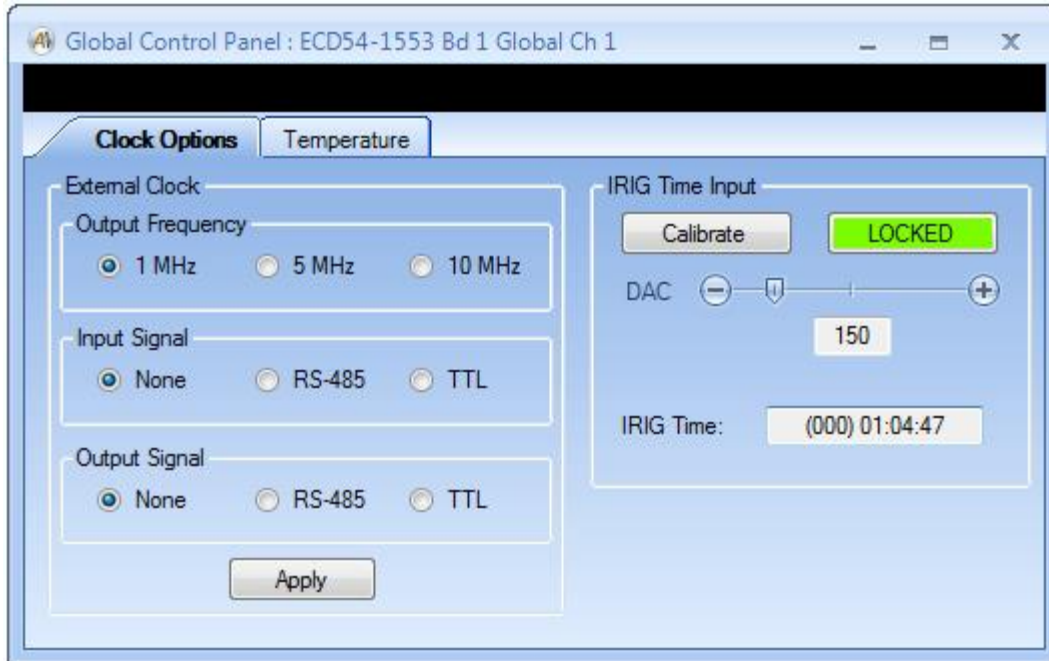 Global Control Panel : ECD54-1553 Bd 1 Global Ch 1
Clock Options
Temperature
External Clock
Output Frequency
1 MHz
5 MHz
10 MHz
Input Signal
None
RS-485
TTL
Output Signal
None
RS-485
TTL
Apply
IRIG Time Input
Calibrate
LOCKED
DAC
150
IRIG Time:
(000) 01:04:47